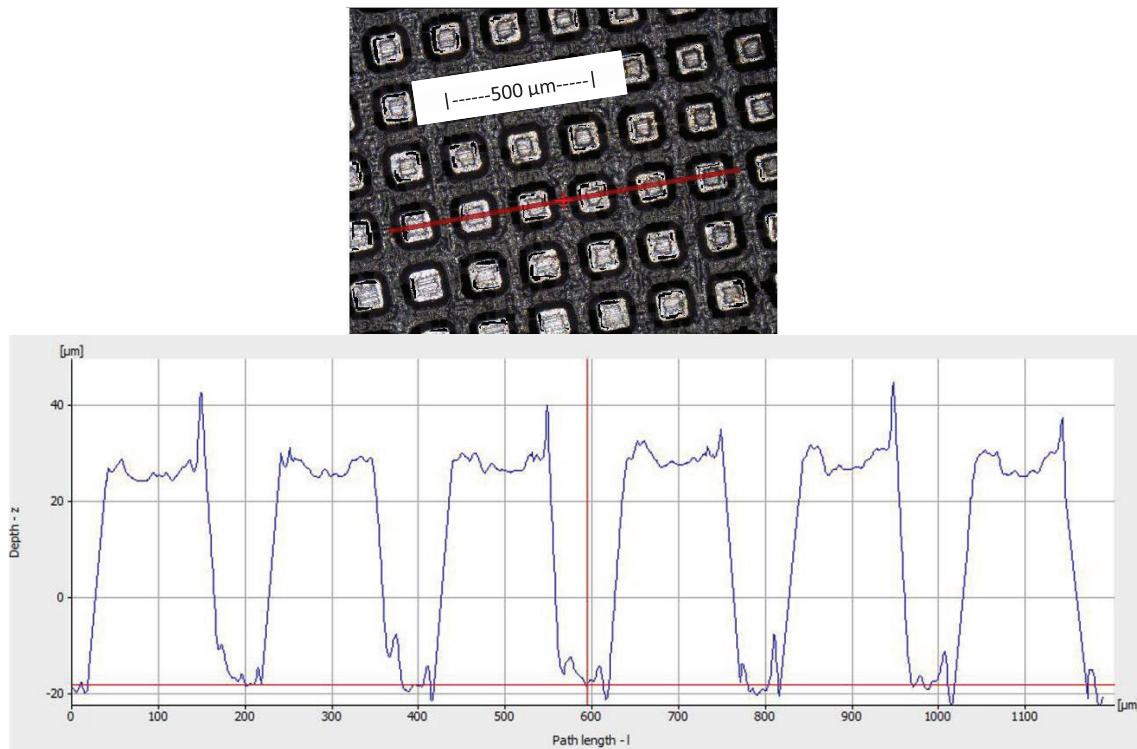 |------500 µm-----|
[µm]
40
20
0
-20
Depth - z
0 100 200 300 400 500 600 700 800 900 1000 1100 [µm
Path length - l